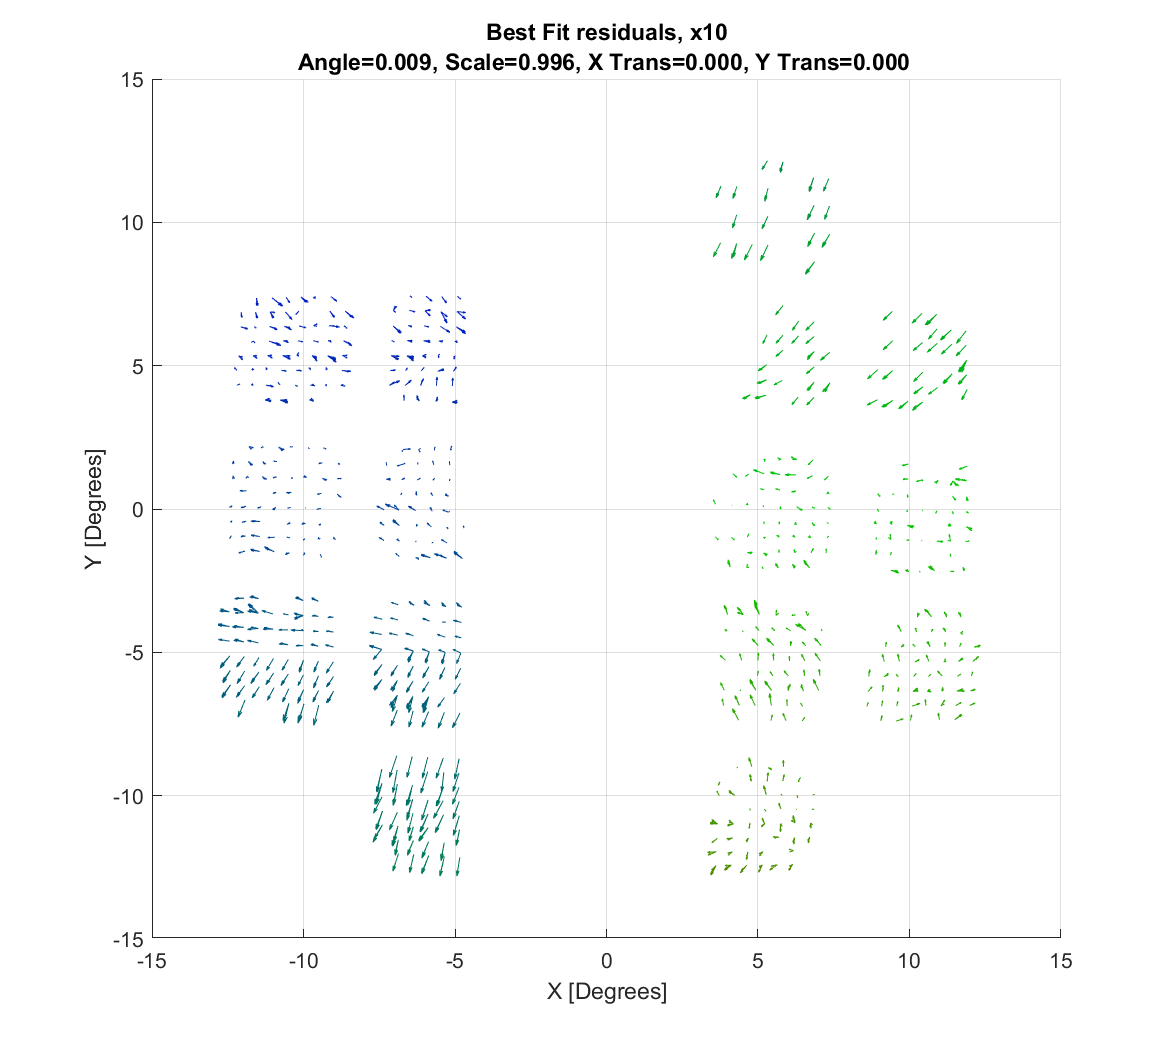 Best Fit residuals, x10
Angle=0.009, Scale=0.996, X Trans=0.000, Y Trans=0.000
15
10
5
0
-5
-10
-15
Y [Degrees]
-15 -10 -5 0 5 10 15
X [Degrees]